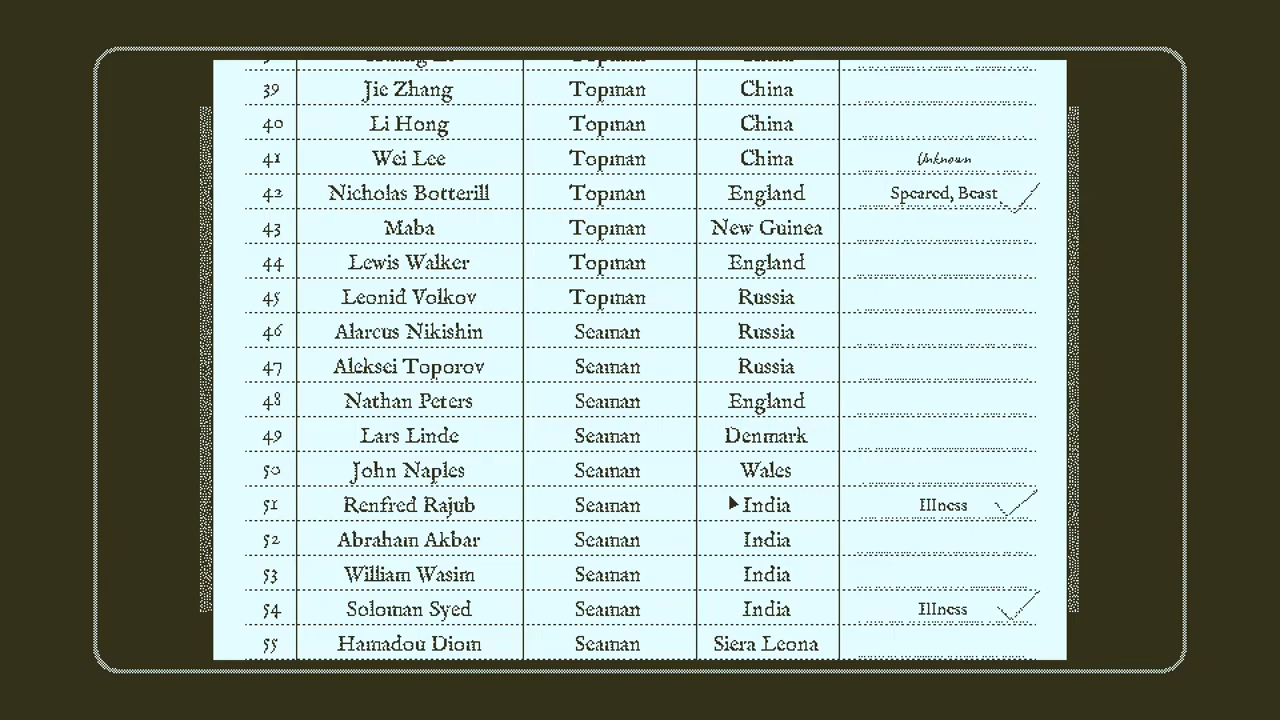 39 Jie Zhang Topman China
40 Li Hong Topman China
41 Wei Lee Topman China Unknown
42 Nicholas Botterill Topman England Speared, Beast
43 Maba Topman New Guinea
44 Lewis Walker Topman England
45 Leonid Volkov Topman Russia
46 Alarcus Nikishin Seaman Russia
47 Aleksei Toporov Seaman Russia
48 Nathan Peters Seaman England
49 Lars Linde Seaman Denmark
50 John Naples Seaman Wales
51 Renfred Rajub Seaman India Illness
52 Abraham Akbar Seaman India
53 William Wasim Seaman India
54 Soloman Syed Seaman India Illness
55 Hamadou Diom Seaman Siera Leona